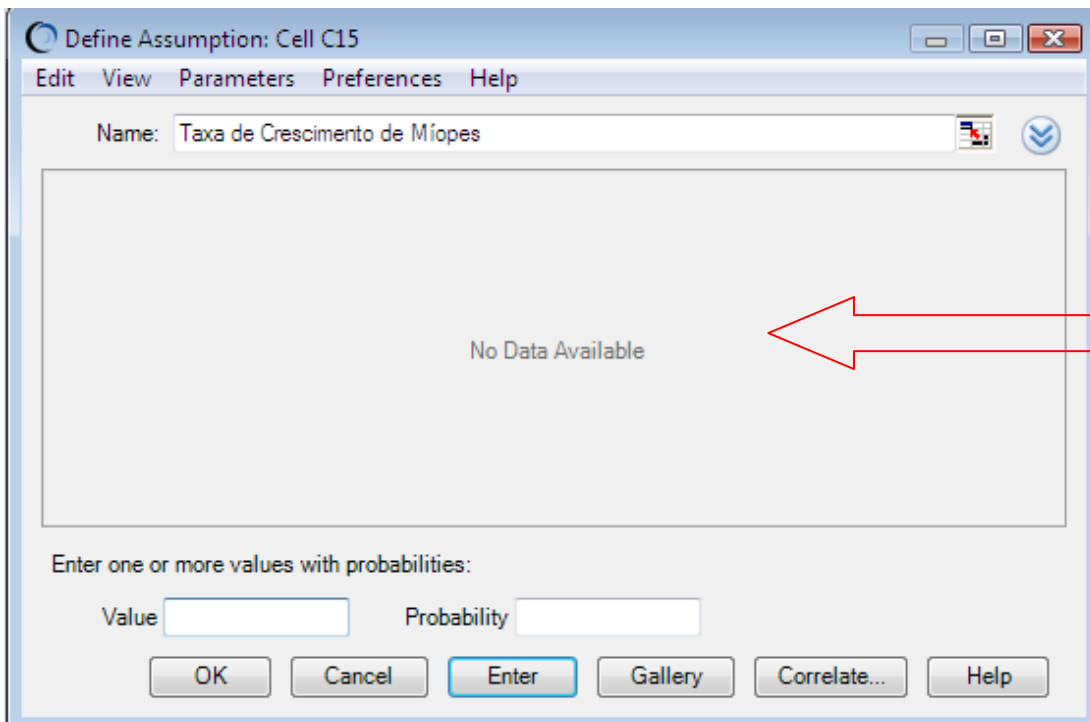 Define Assumption: Cell C15
Edit View Parameters Preferences Help
Name: Taxa de Crescimento de Míopes
No Data Available
Enter one or more values with probabilities:
Value Probability
OK Cancel Enter Gallery Correlate... Help